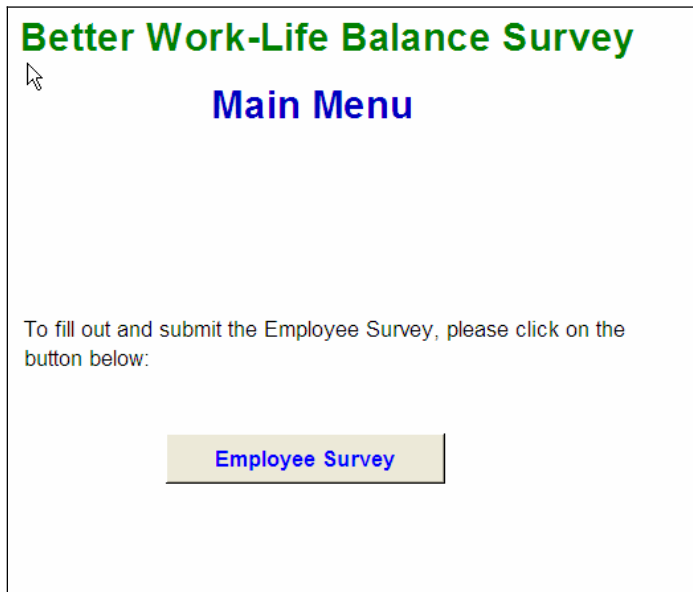 Better Work-Life Balance Survey
Main Menu
To fill out and submit the Employee Survey, please click on the
button below:
Employee Survey